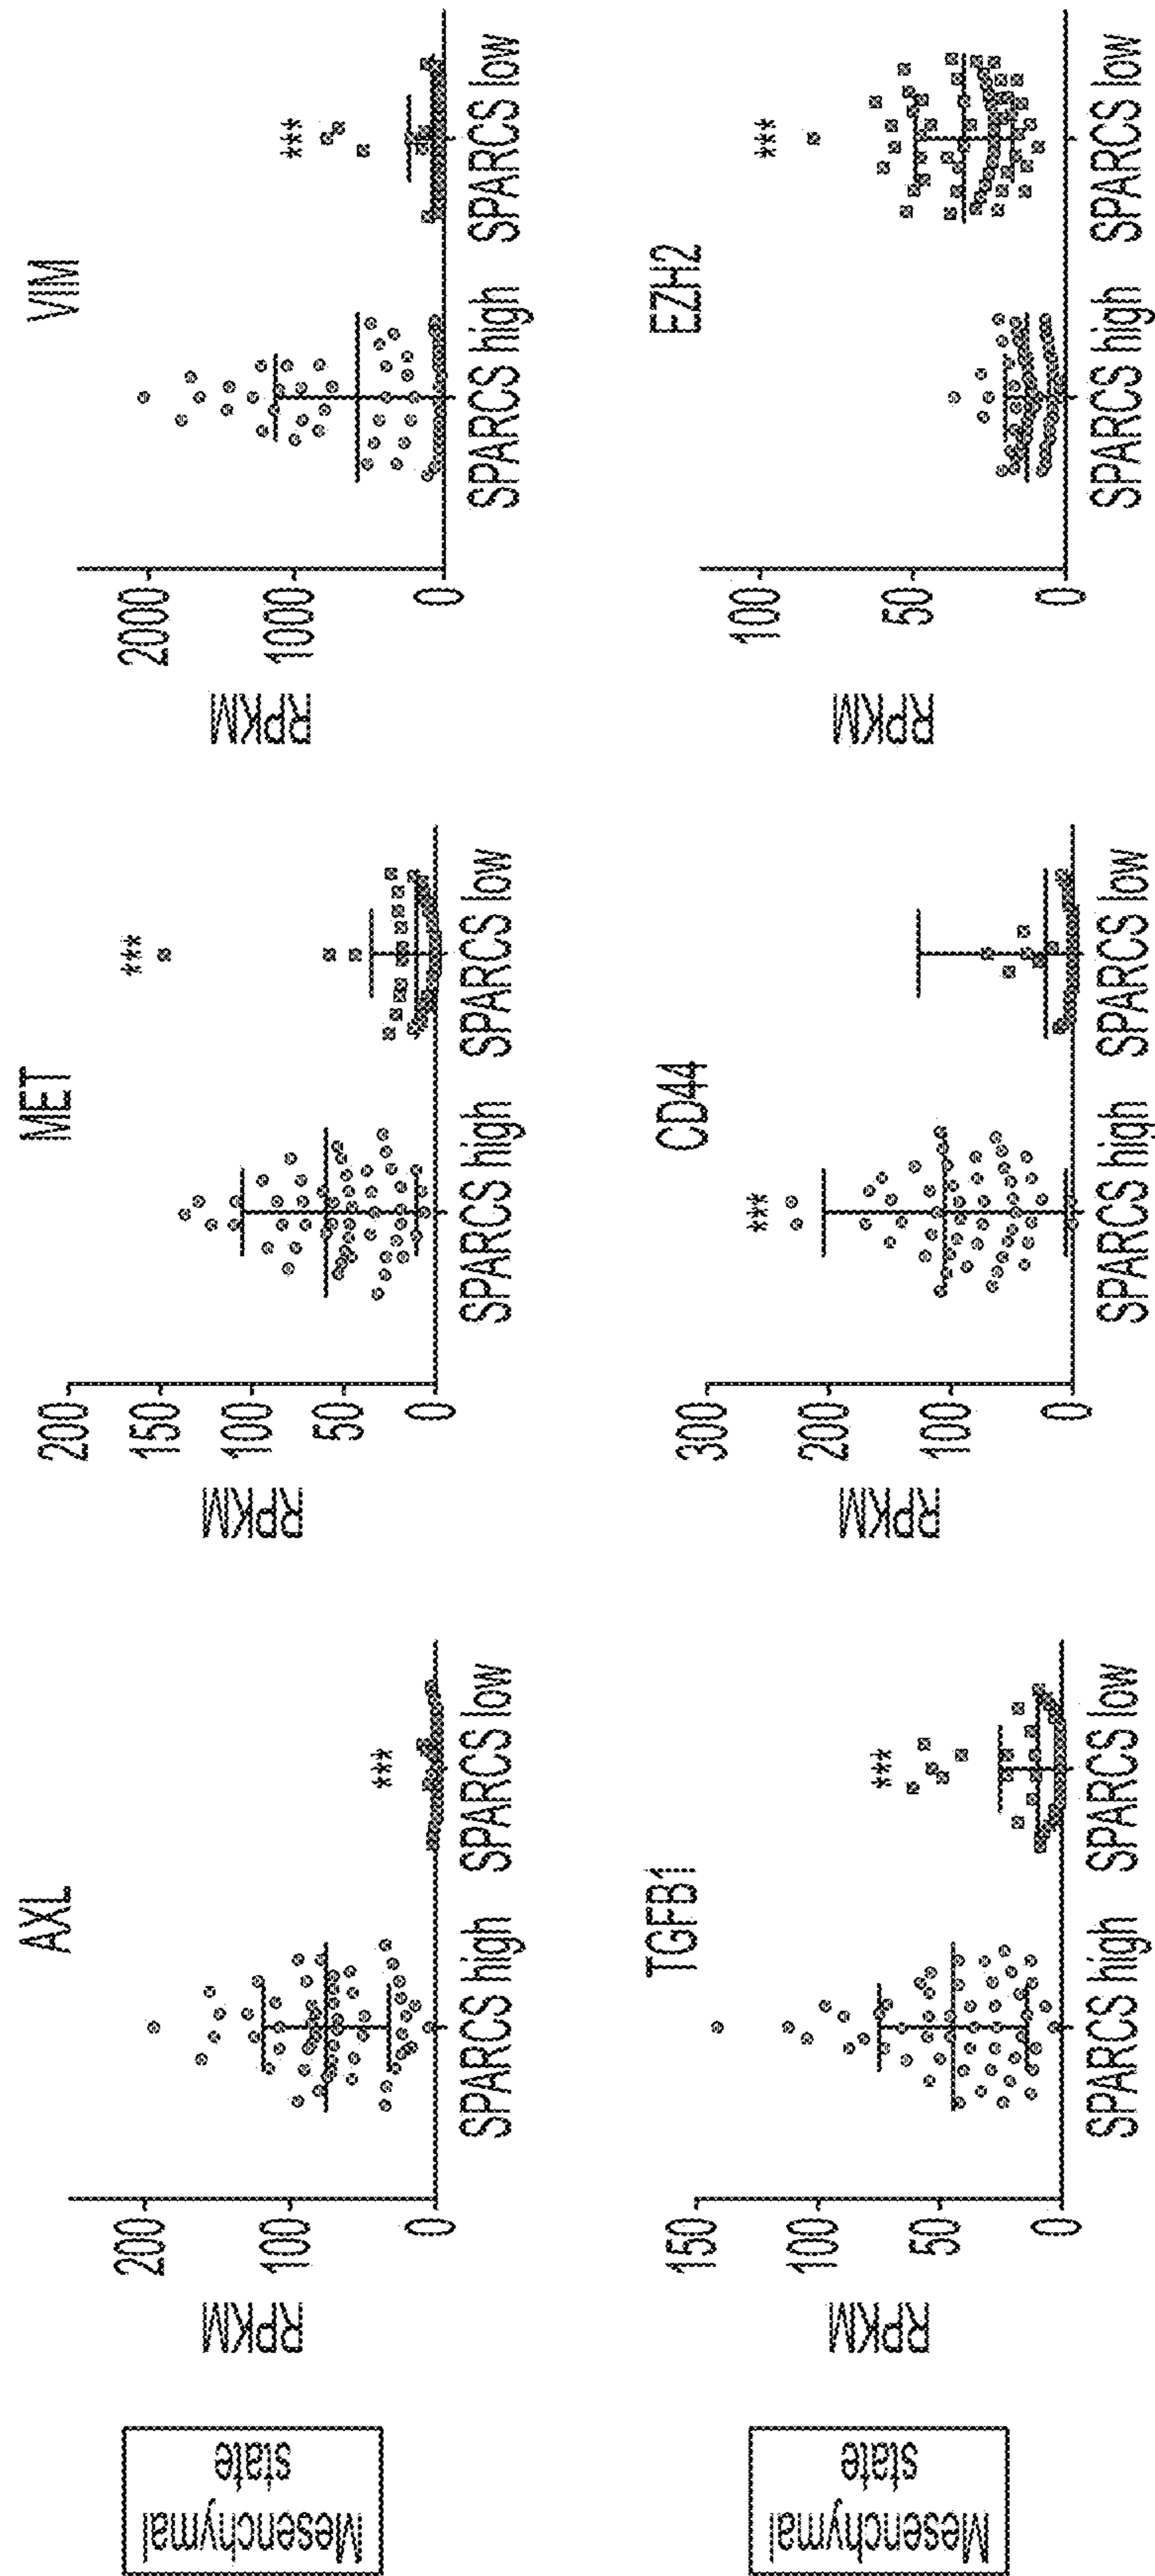 Mesenchymal
state
AXL
RPKM
200
100
0
***
SPARCS high
SPARCS low
MET
RPKM
200
150
100
50
0
***
SPARCS high
SPARCS low
VIM
RPKM
2000
1000
0
***
SPARCS high
SPARCS low
Mesenchymal
state
TGFB1
RPKM
150
100
50
0
***
SPARCS high
SPARCS low
CD44
RPKM
300
200
100
0
***
SPARCS high
SPARCS low
EZH2
RPKM
100
50
0
***
SPARCS high
SPARCS low